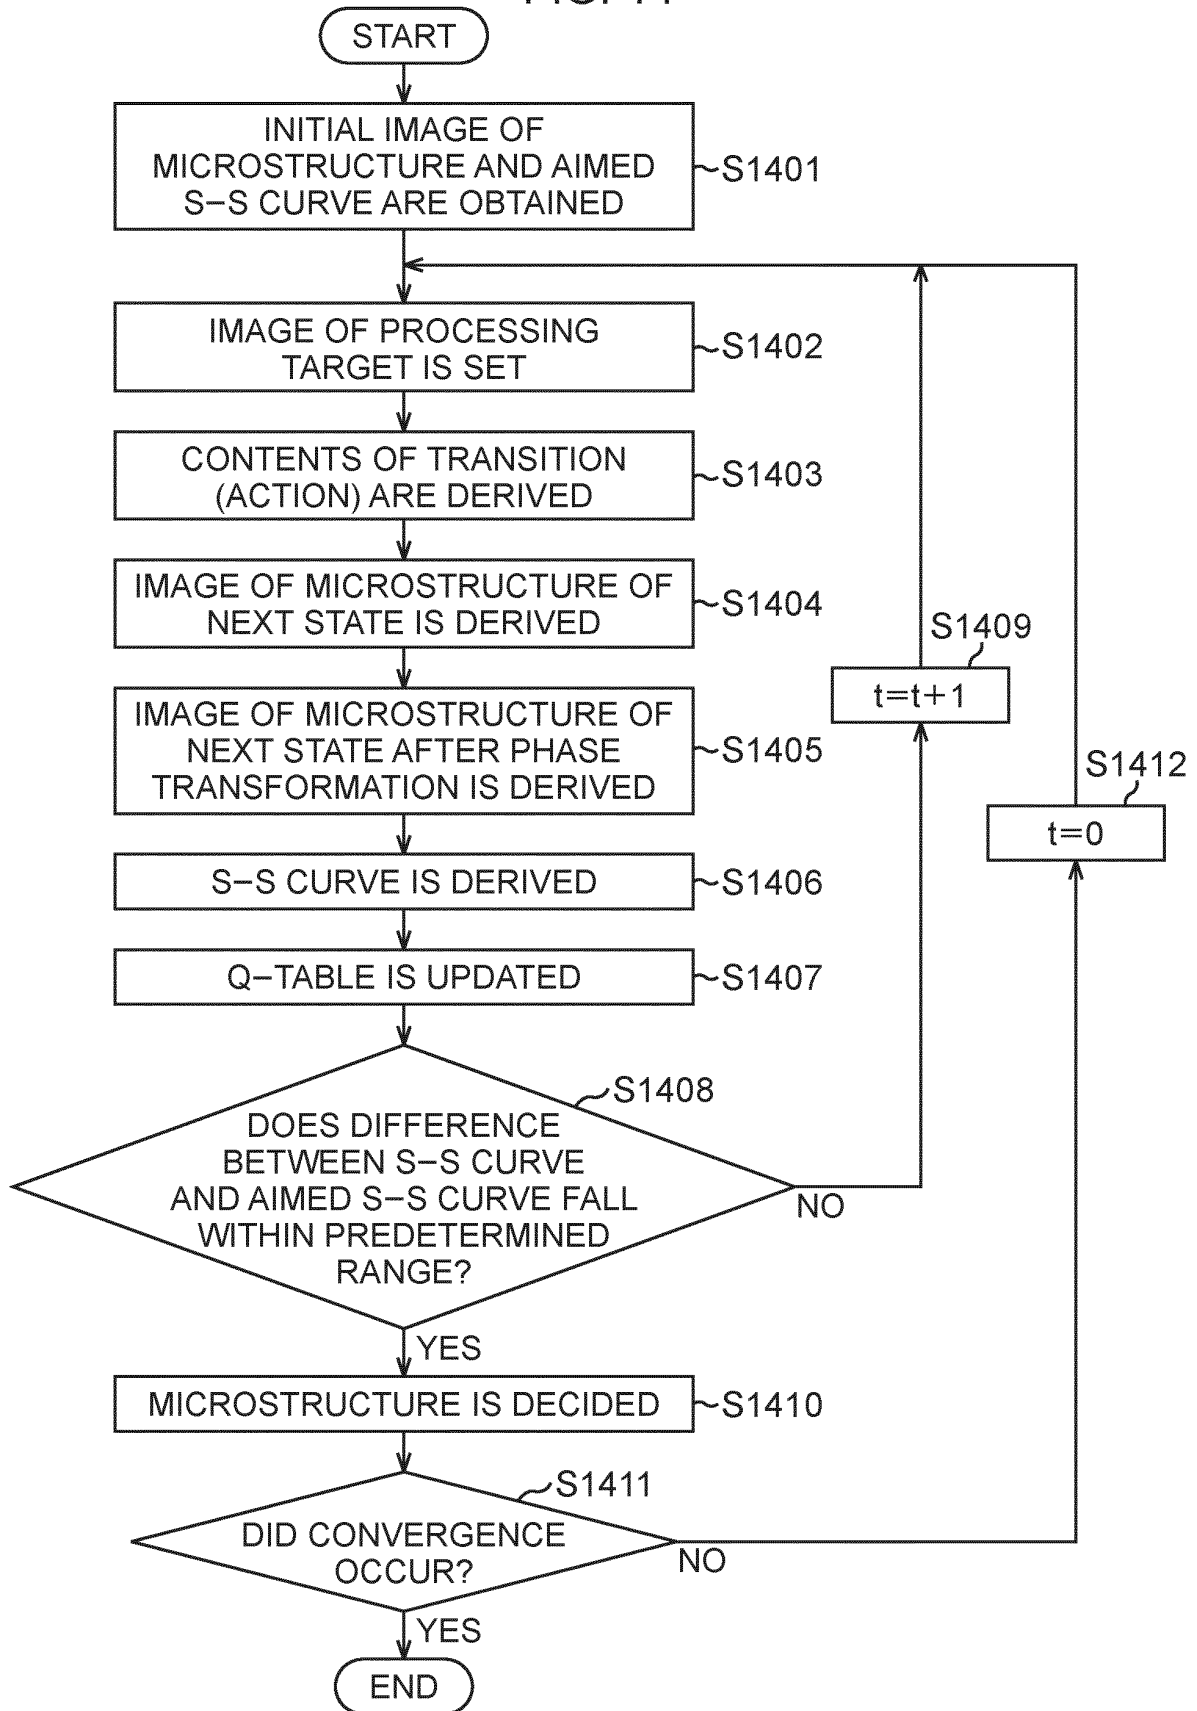 START
INITIAL IMAGE OF
MICROSTRUCTURE AND AIMED
S–S CURVE ARE OBTAINED
S1401
IMAGE OF PROCESSING
TARGET IS SET
S1402
CONTENTS OF TRANSITION
(ACTION) ARE DERIVED
S1403
IMAGE OF MICROSTRUCTURE OF
NEXT STATE IS DERIVED
S1404
S1409
t=t+1
IMAGE OF MICROSTRUCTURE OF
NEXT STATE AFTER PHASE
TRANSFORMATION IS DERIVED
S1405
S1412
t=0
S–S CURVE IS DERIVED
S1406
Q–TABLE IS UPDATED
S1407
S1408
DOES DIFFERENCE
BETWEEN S–S CURVE
AND AIMED S–S CURVE FALL
WITHIN PREDETERMINED
RANGE?
NO
YES
MICROSTRUCTURE IS DECIDED
S1410
S1411
DID CONVERGENCE
OCCUR?
NO
YES
END